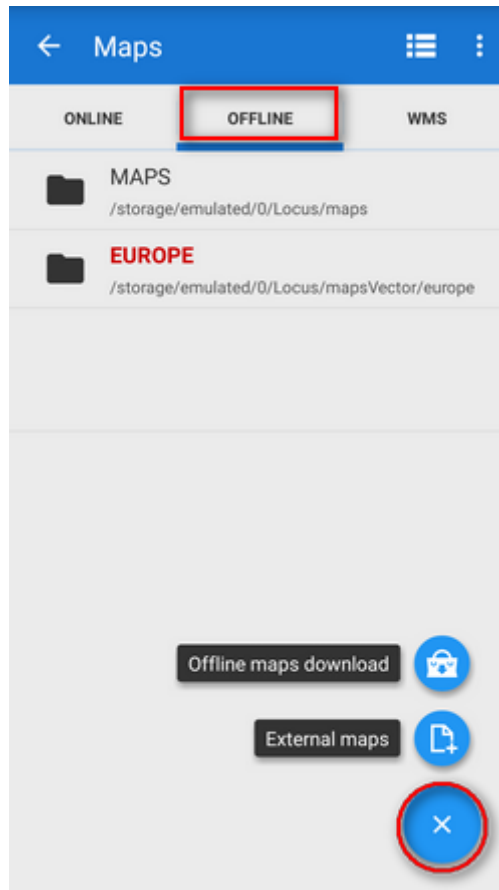 Maps
ONLINE OFFLINE WMS
MAPS
/storage/emulated/0/Locus/maps
EUROPE
/storage/emulated/0/Locus/mapsVector/europe
Offline maps download
External maps